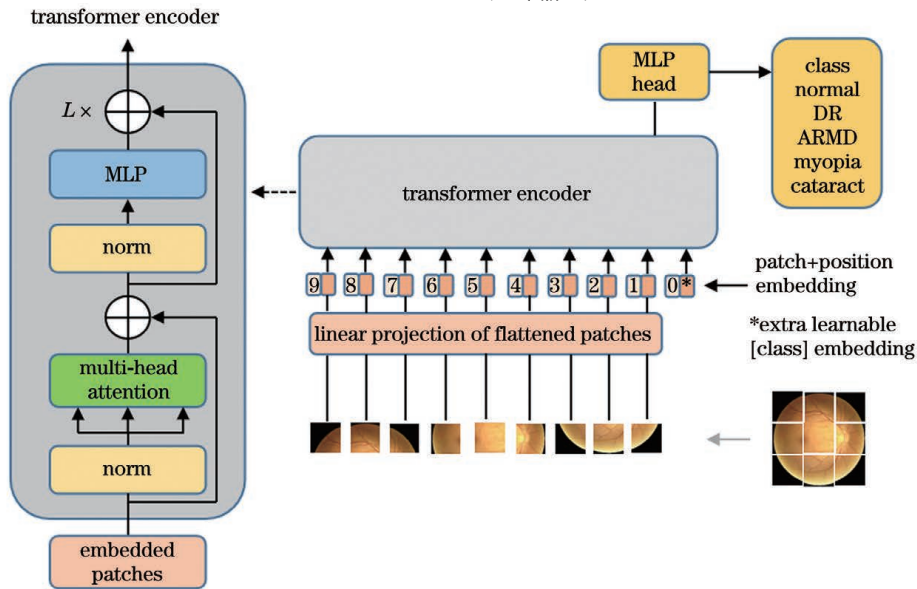 transformer encoder
L ×
MLP
norm
multi-head
attention
norm
embedded
patches
MLP
head
class
normal
DR
ARMD
myopia
cataract
transformer encoder
9 8 7 6 5 4 3 2 1 0*
patch+position
embedding
linear projection of flattened patches
*extra learnable
[class] embedding